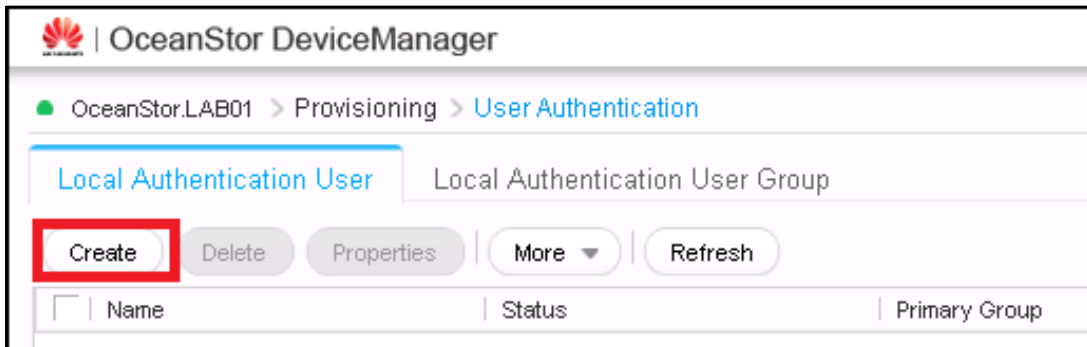 | OceanStor DeviceManager
OceanStor.LAB01 > Provisioning > User Authentication
Local Authentication User Local Authentication User Group
Create Delete Properties More Refresh
Name Status Primary Group